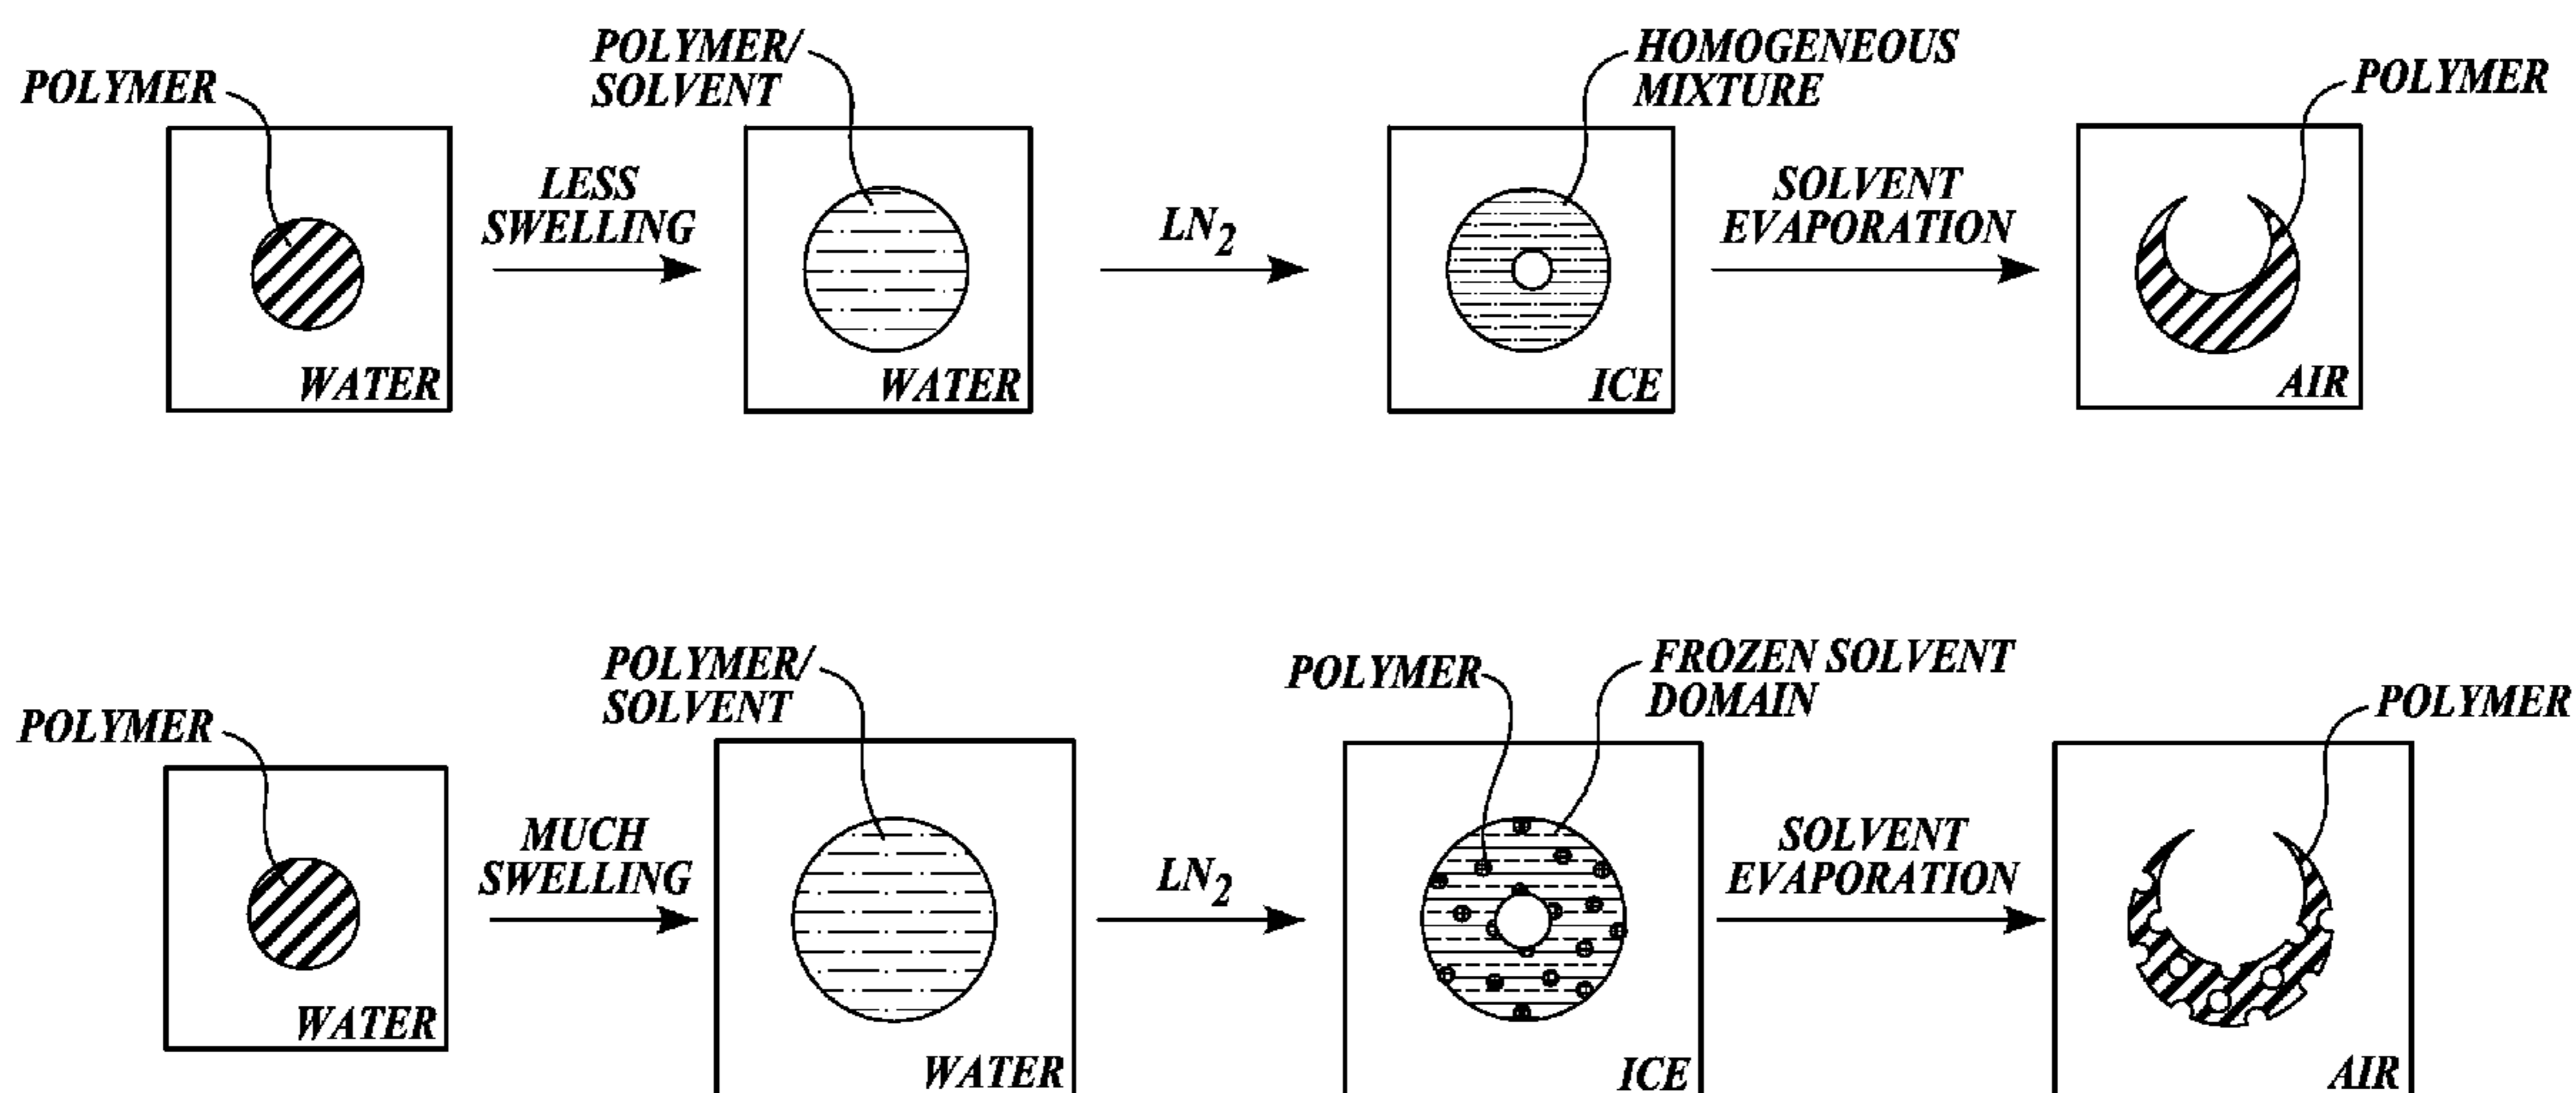 POLYMER
POLYMER/
SOLVENT
HOMOGENEOUS
MIXTURE
POLYMER
LESS
SWELLING
LN2
SOLVENT
EVAPORATION
WATER
WATER
ICE
AIR
POLYMER
POLYMER/
SOLVENT
POLYMER
FROZEN SOLVENT
DOMAIN
POLYMER
MUCH
SWELLING
LN2
SOLVENT
EVAPORATION
WATER
WATER
ICE
AIR